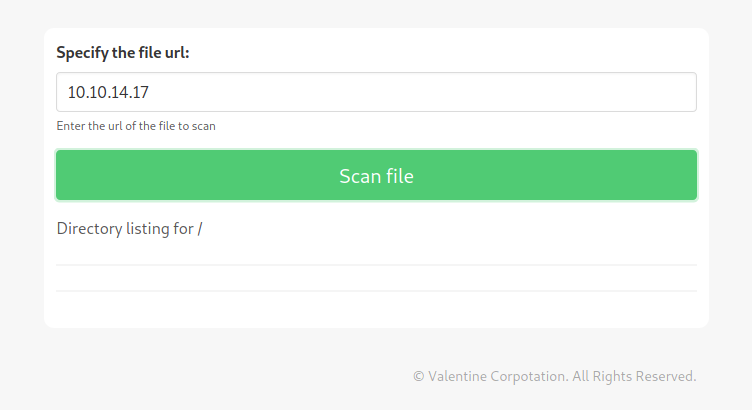 Specify the file url:
10.10.14.17
Enter the url of the file to scan
Scan file
Directory listing for /
© Valentine Corpotation. All Rights Reserved.